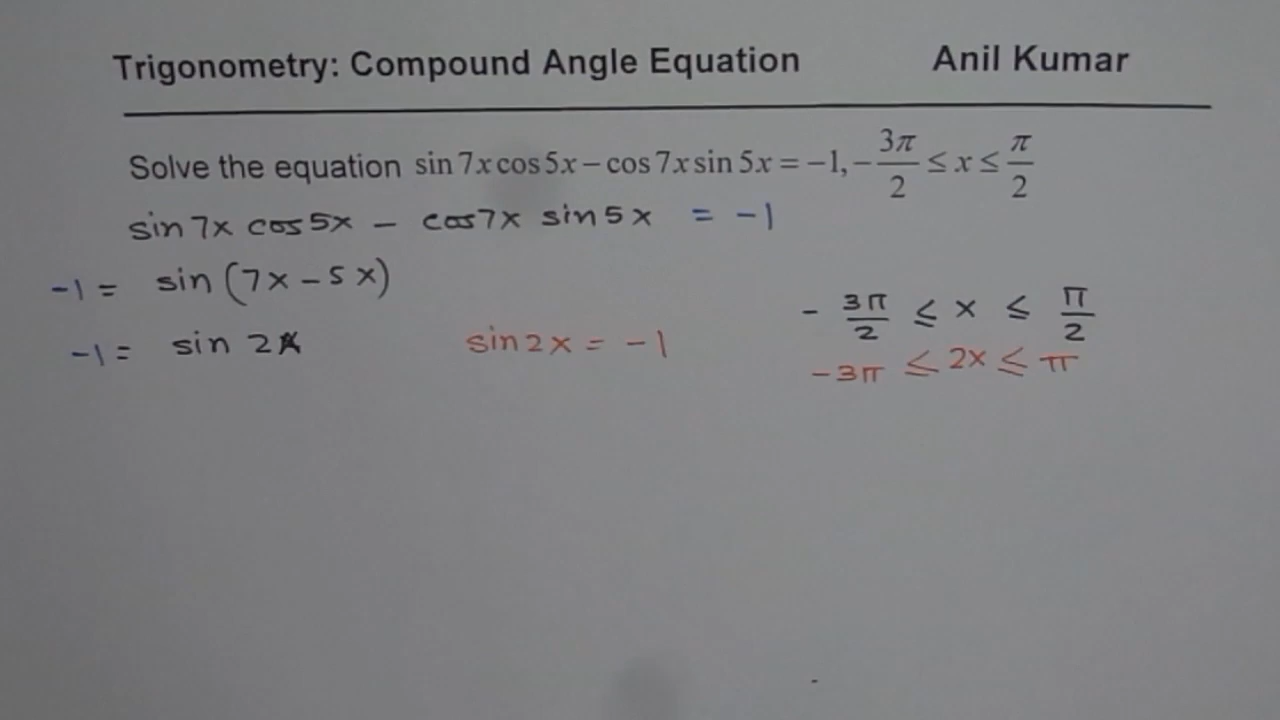 Trigonometry: Compound Angle Equation Anil Kumar
Solve the equation sin 7x cos 5x − cos 7x sin 5x = −1, −3π/2 ≤ x ≤ π/2
sin 7x cos 5x − cos 7x sin 5x = −1
−1 = sin (7x − 5x)
−1 = sin 2x
sin 2x = −1
−3π/2 ≤ x ≤ π/2
−3π ≤ 2x ≤ π